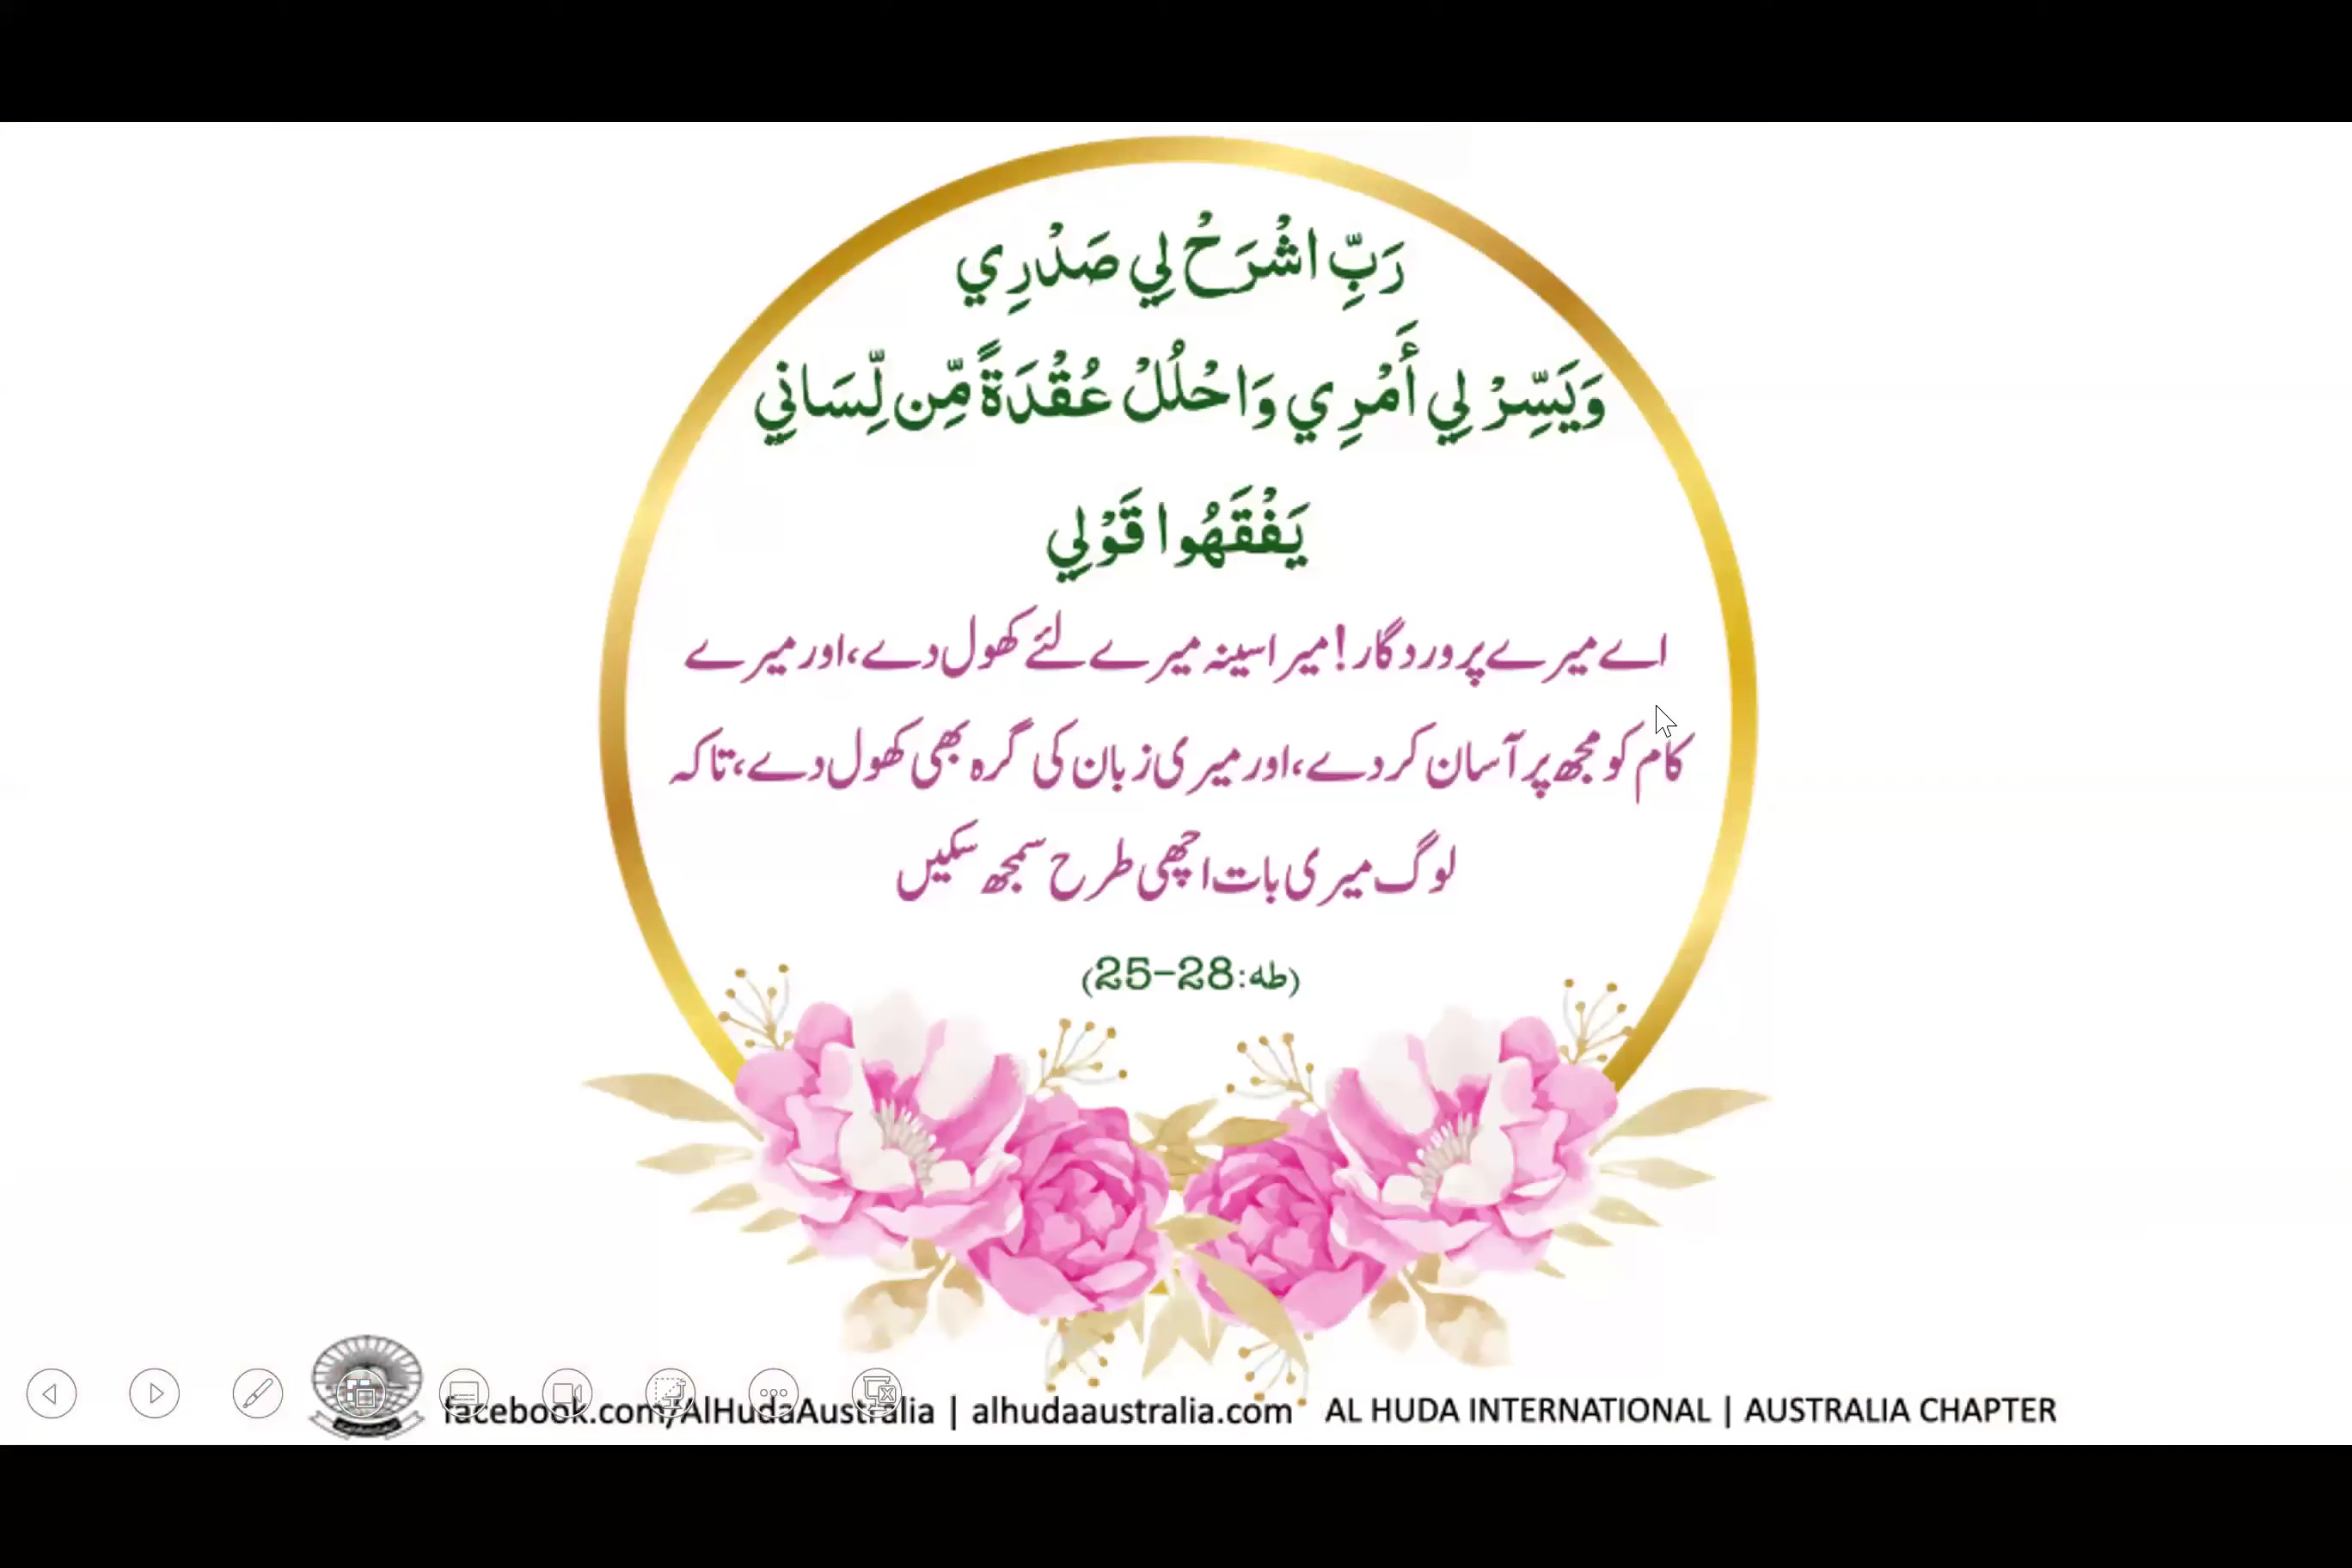 رَبِّ اشْرَحْ لِي صَدْرِي
وَيَسِّرْ لِي أَمْرِي وَاحْلُلْ عُقْدَةً مِّن لِّسَانِي
يَفْقَهُوا قَوْلِي
اے میرے پروردگار! میرا سینہ میرے لئے کھول دے، اور میرے
کام کو مجھ پر آسان کر دے، اور میری زبان کی گرہ بھی کھول دے، تاکہ
لوگ میری بات اچھی طرح سمجھ سکیں
(طہ: 25-28)
facebook.com/AlHudaAustralia | alhudaaustralia.com AL HUDA INTERNATIONAL | AUSTRALIA CHAPTER